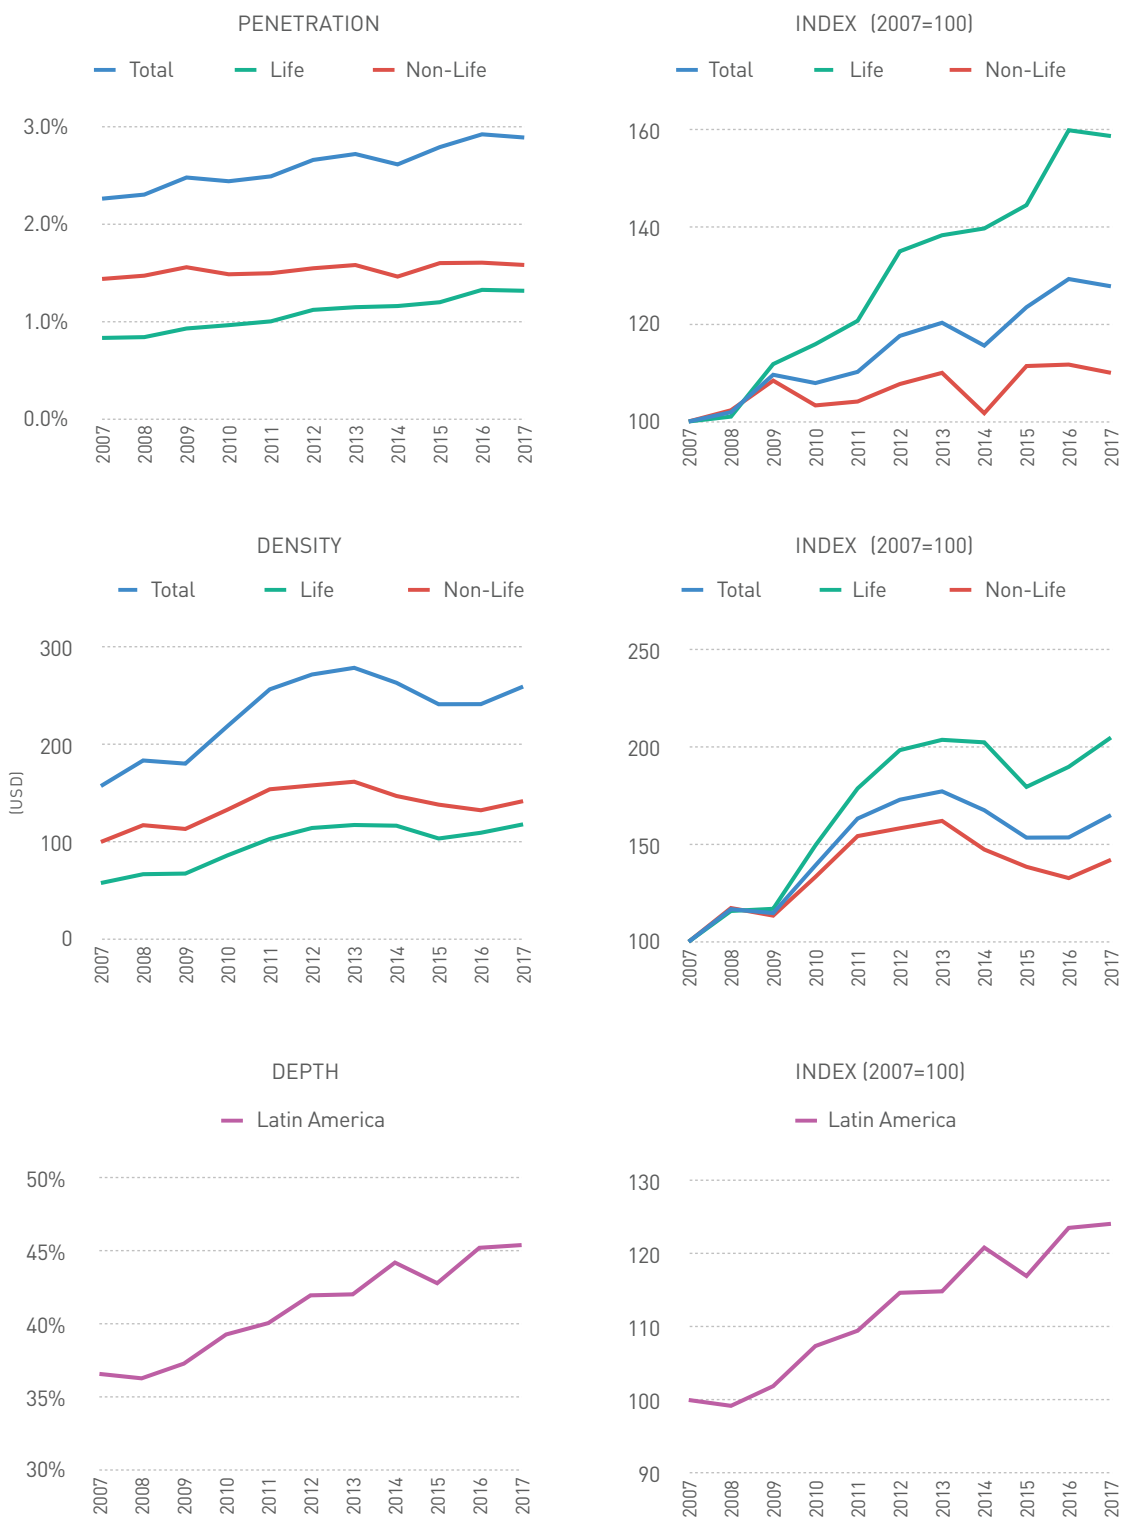 PENETRATION
Total Life Non-Life
3.0%
2.0%
1.0%
0.0%
2007 2008 2009 2010 2011 2012 2013 2014 2015 2016 2017
INDEX (2007=100)
Total Life Non-Life
160
140
120
100
2007 2008 2009 2010 2011 2012 2013 2014 2015 2016 2017
DENSITY
Total Life Non-Life
(USD)
300
200
100
0
2007 2008 2009 2010 2011 2012 2013 2014 2015 2016 2017
INDEX (2007=100)
Total Life Non-Life
250
200
150
100
2007 2008 2009 2010 2011 2012 2013 2014 2015 2016 2017
DEPTH
Latin America
50%
45%
40%
35%
30%
2007 2008 2009 2010 2011 2012 2013 2014 2015 2016 2017
INDEX (2007=100)
Latin America
130
120
110
100
90
2007 2008 2009 2010 2011 2012 2013 2014 2015 2016 2017